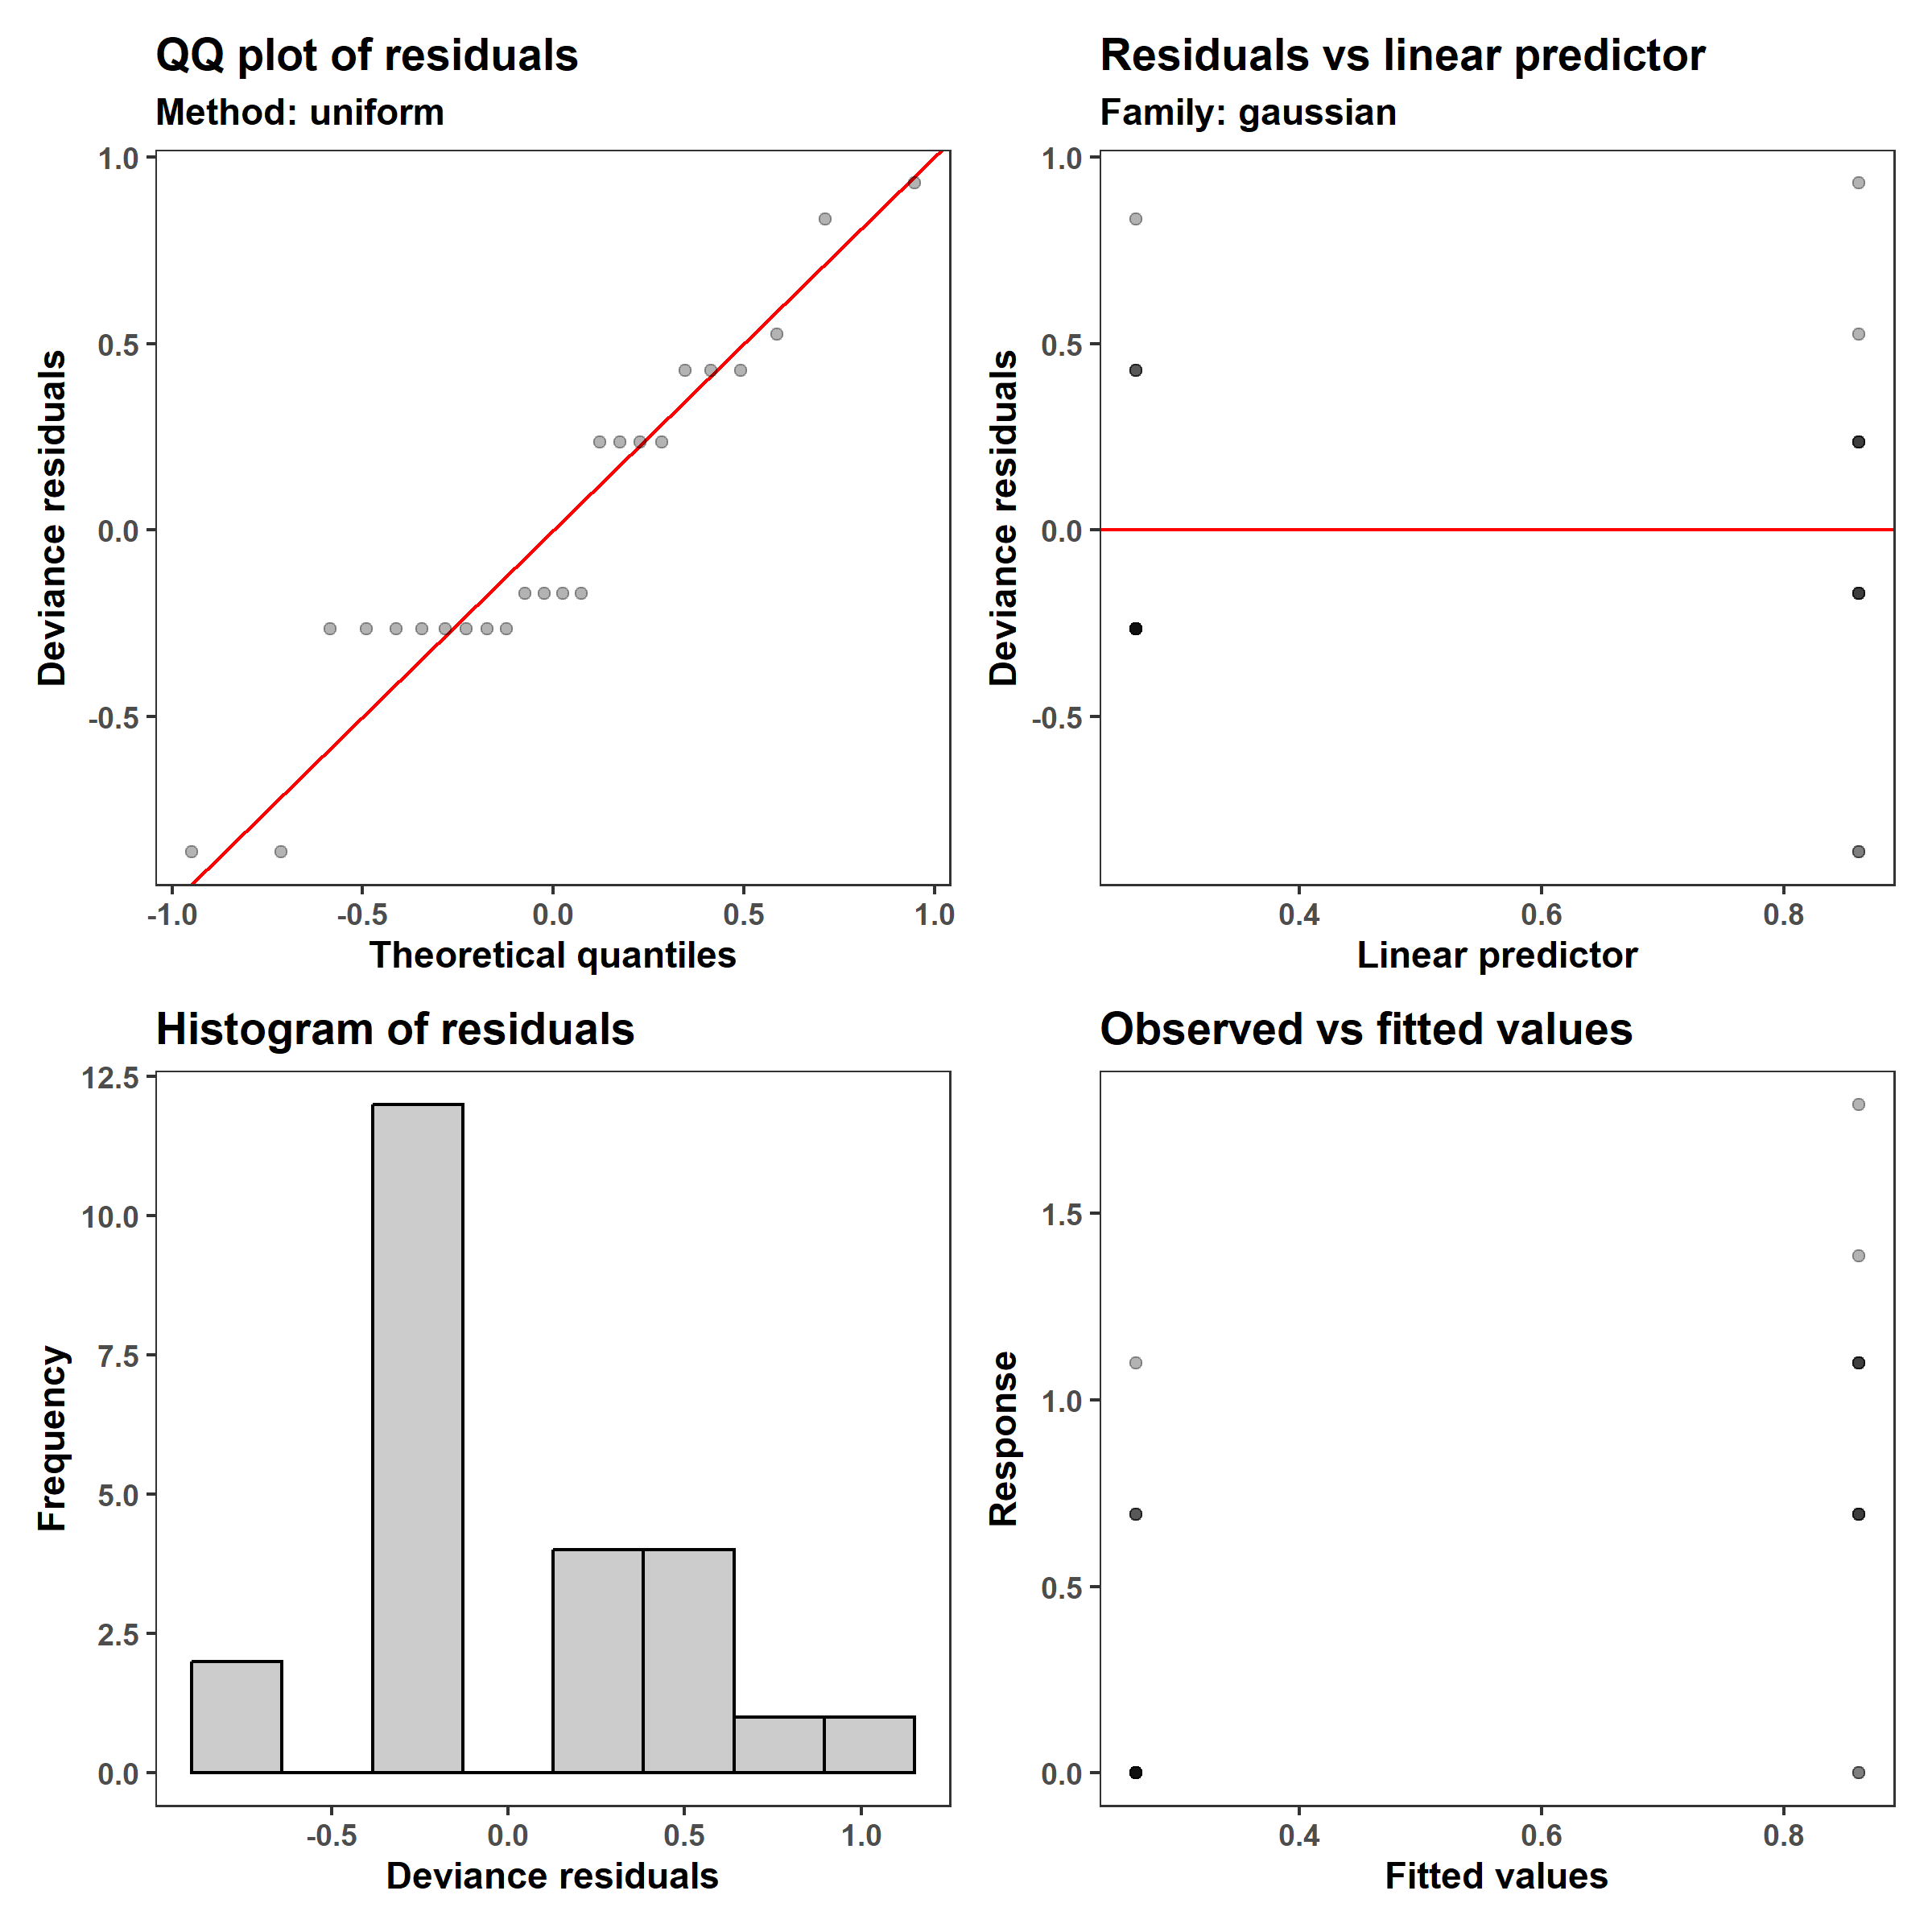 QQ plot of residuals
Method: uniform
1.0
0.5
0.0
-0.5
Deviance residuals
-1.0 -0.5 0.0 0.5 1.0
Theoretical quantiles
Residuals vs linear predictor
Family: gaussian
1.0
0.5
0.0
-0.5
Deviance residuals
0.4 0.6 0.8
Linear predictor
Histogram of residuals
12.5
10.0
7.5
5.0
2.5
0.0
Frequency
-0.5 0.0 0.5 1.0
Deviance residuals
Observed vs fitted values
1.5
1.0
0.5
0.0
Response
0.4 0.6 0.8
Fitted values